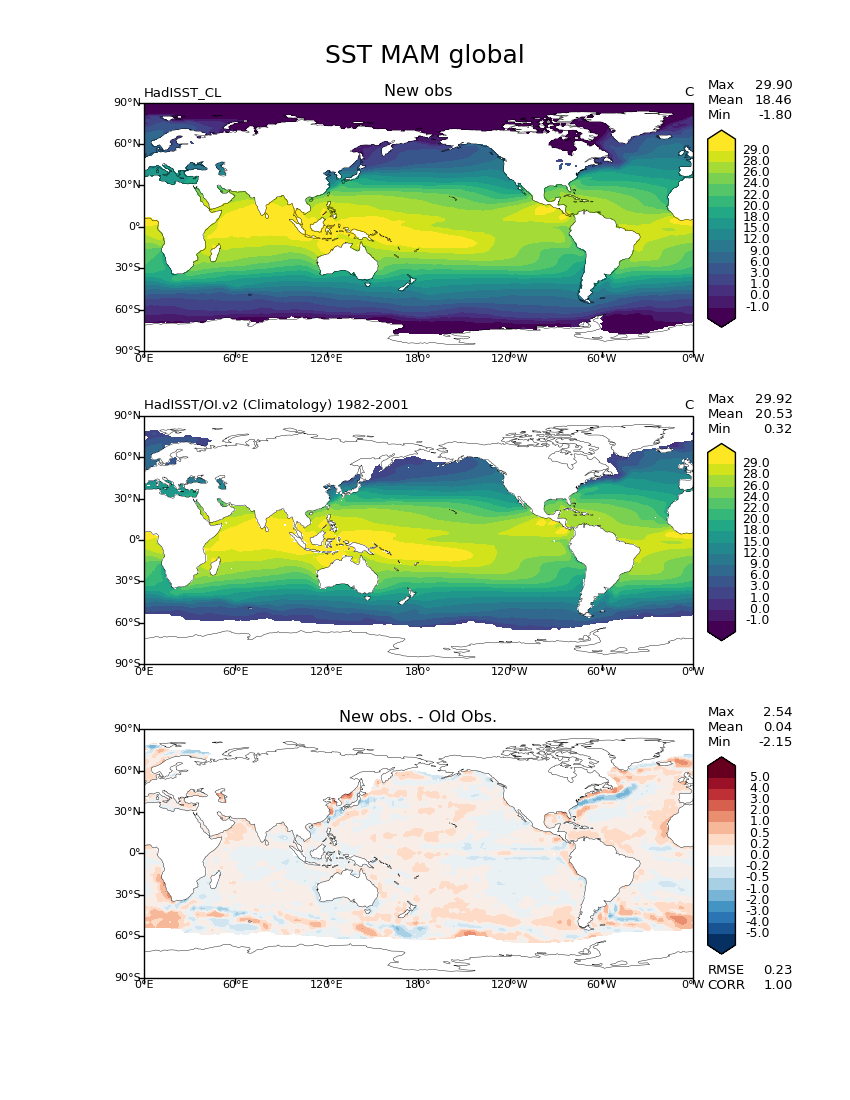 SST MAM global
HadISST_CL New obs C
Max 29.90
Mean 18.46
Min -1.80
90°N
60°N
30°N
0°
30°S
60°S
90°S
0°E 60°E 120°E 180° 120°W 60°W 0°W
29.0
28.0
26.0
24.0
22.0
20.0
18.0
15.0
12.0
9.0
6.0
3.0
1.0
0.0
-1.0
HadISST/OI.v2 (Climatology) 1982-2001 C
Max 29.92
Mean 20.53
Min 0.32
90°N
60°N
30°N
0°
30°S
60°S
90°S
0°E 60°E 120°E 180° 120°W 60°W 0°W
29.0
28.0
26.0
24.0
22.0
20.0
18.0
15.0
12.0
9.0
6.0
3.0
1.0
0.0
-1.0
New obs. - Old Obs.
Max 2.54
Mean 0.04
Min -2.15
90°N
60°N
30°N
0°
30°S
60°S
90°S
0°E 60°E 120°E 180° 120°W 60°W 0°W
5.0
4.0
3.0
2.0
1.0
0.5
0.2
0.0
-0.2
-0.5
-1.0
-2.0
-3.0
-4.0
-5.0
RMSE 0.23
CORR 1.00